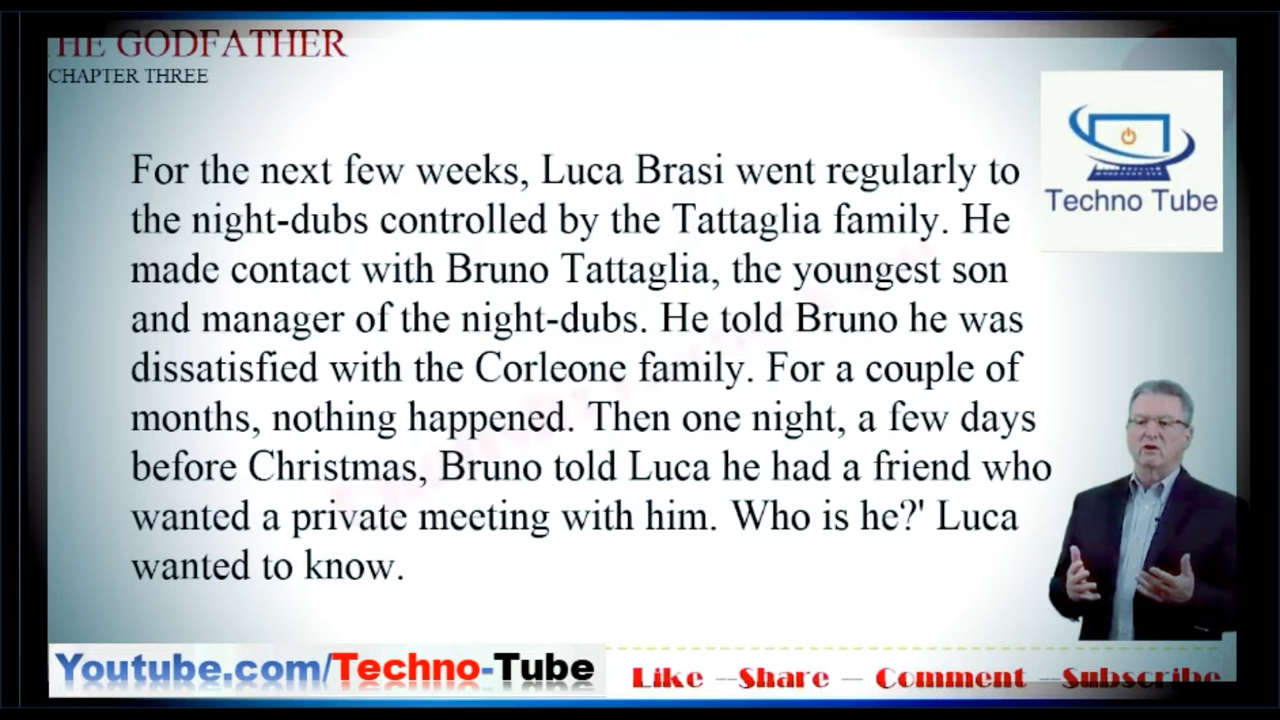 THE GODFATHER
CHAPTER THREE
For the next few weeks, Luca Brasi went regularly to
the night-dubs controlled by the Tattaglia family. He
made contact with Bruno Tattaglia, the youngest son
and manager of the night-dubs. He told Bruno he was
dissatisfied with the Corleone family. For a couple of
months, nothing happened. Then one night, a few days
before Christmas, Bruno told Luca he had a friend who
wanted a private meeting with him. Who is he?' Luca
wanted to know.
Techno Tube
Youtube.com/Techno-Tube
Like – Share – Comment – Subscribe